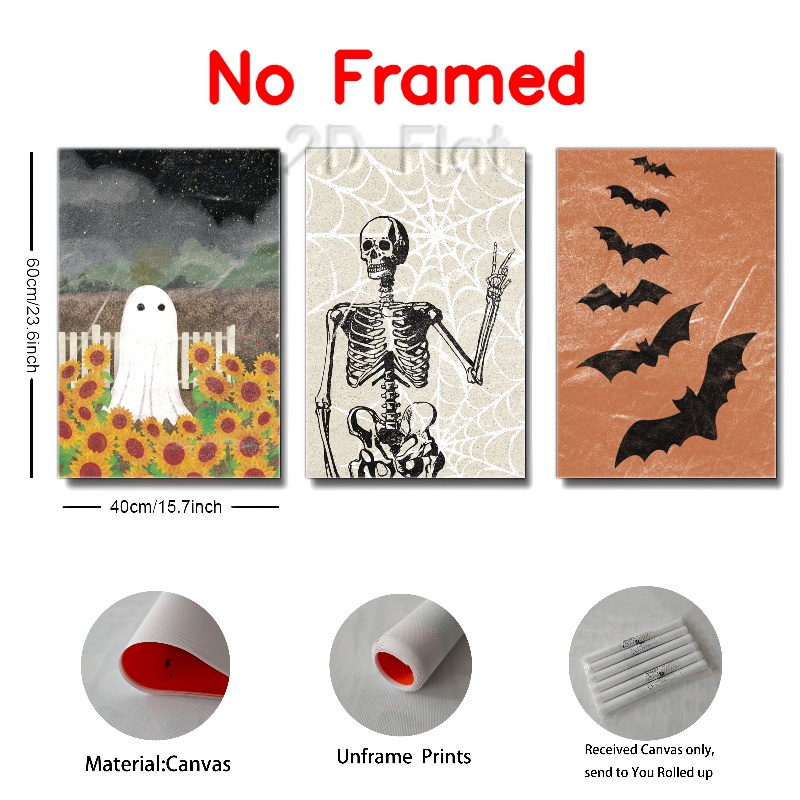 No Framed
2D Flat
60cm/23.6inch
40cm/15.7inch
Material:Canvas
Unframe Prints
Received Canvas only,
send to You Rolled up